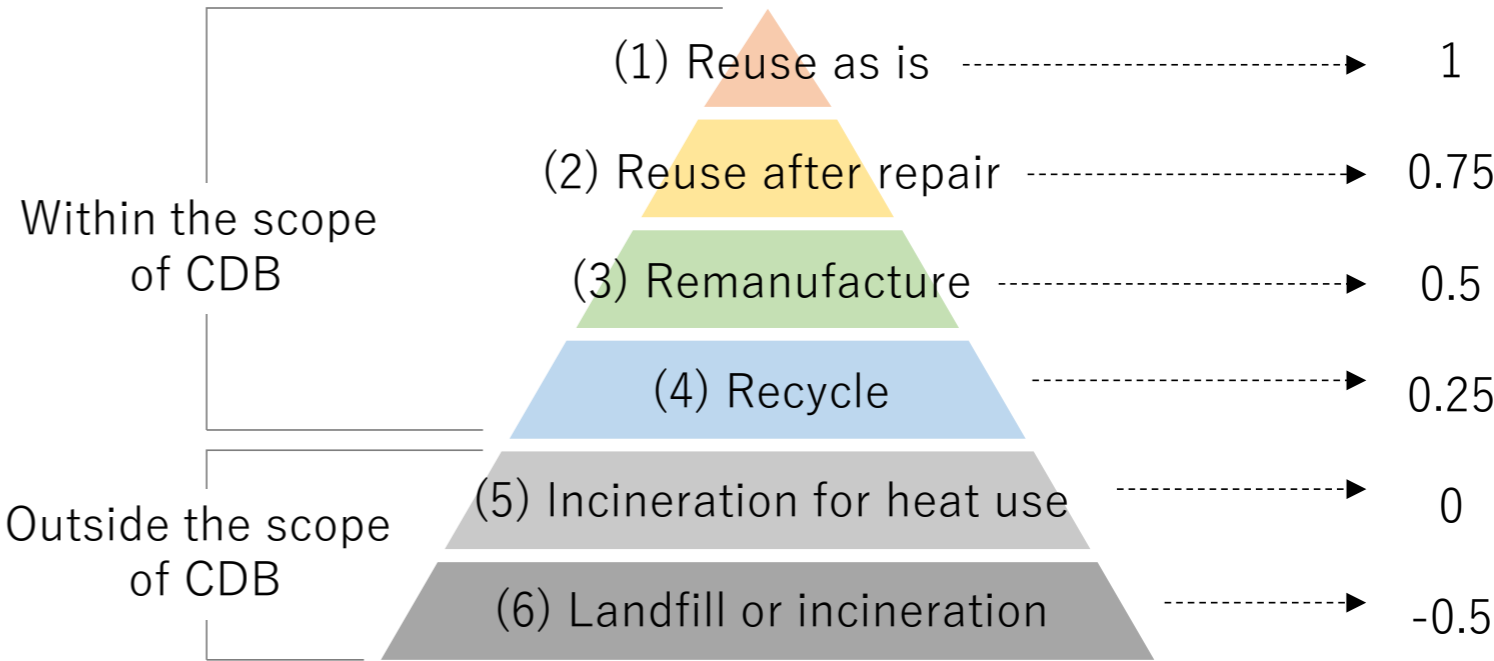 (1) Reuse as is
1
(2) Reuse after repair
0.75
Within the scope
of CDB
(3) Remanufacture
0.5
(4) Recycle
0.25
(5) Incineration for heat use
0
Outside the scope
of CDB
(6) Landfill or incineration
-0.5